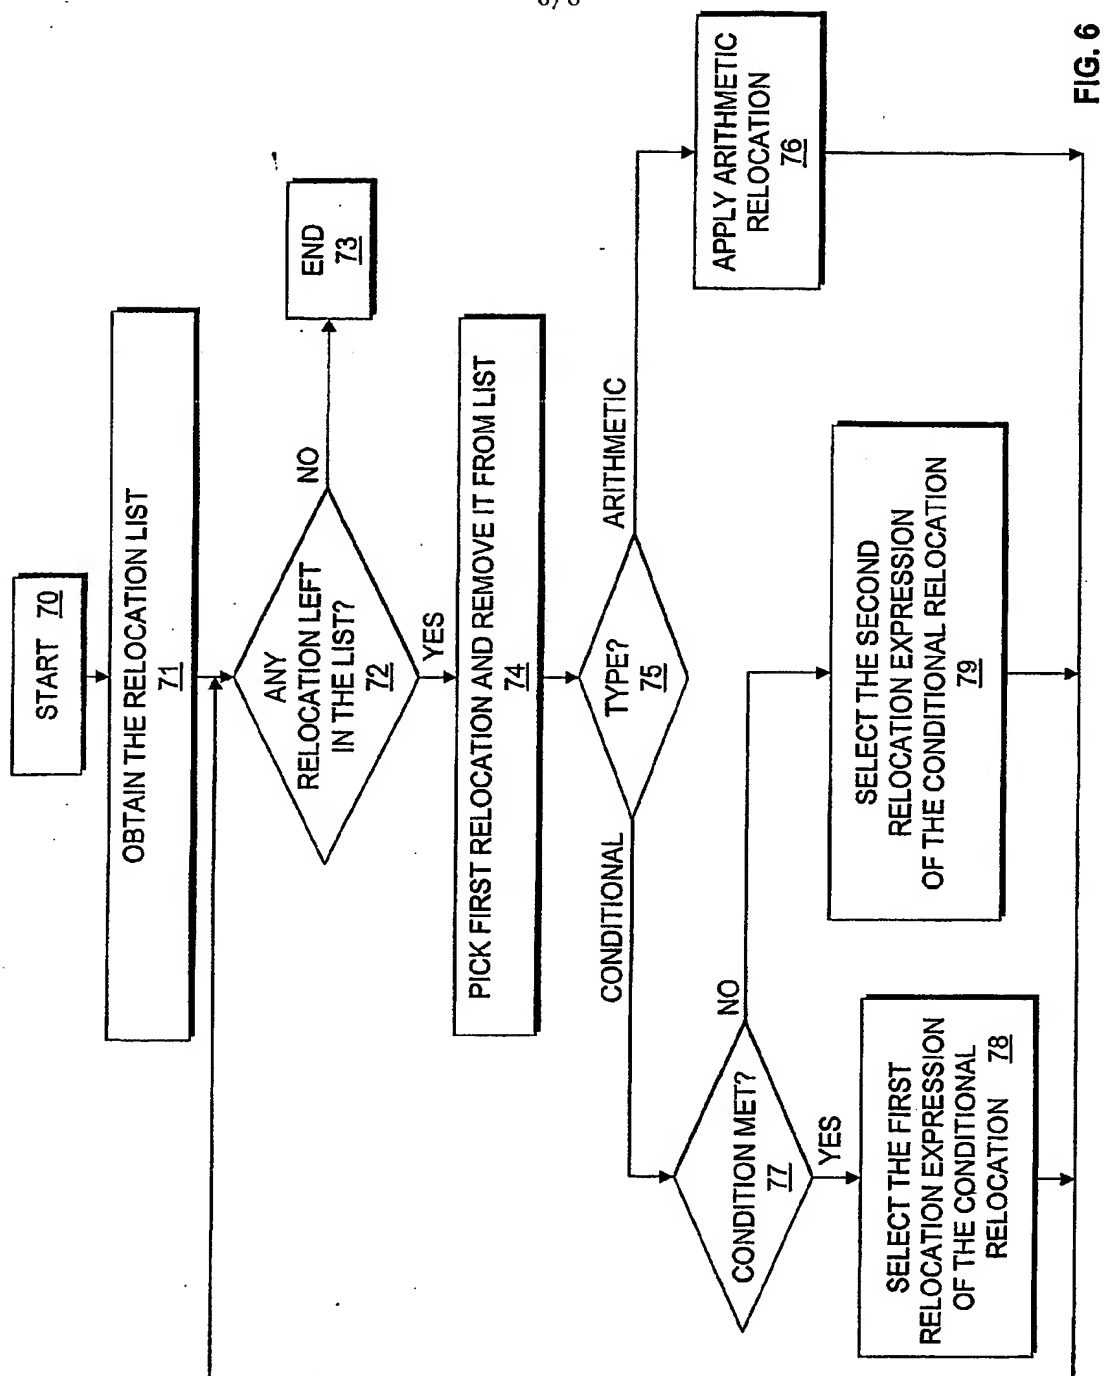 START 70
OBTAIN THE RELOCATION LIST
71
ANY
RELOCATION LEFT
IN THE LIST?
72
NO
END
73
YES
PICK FIRST RELOCATION AND REMOVE IT FROM LIST
74
TYPE?
75
CONDITIONAL
ARITHMETIC
APPLY ARITHMETIC
RELOCATION
76
CONDITION MET?
77
NO
YES
SELECT THE FIRST
RELOCATION EXPRESSION
OF THE CONDITIONAL
RELOCATION 78
SELECT THE SECOND
RELOCATION EXPRESSION
OF THE CONDITIONAL RELOCATION
79
FIG. 6